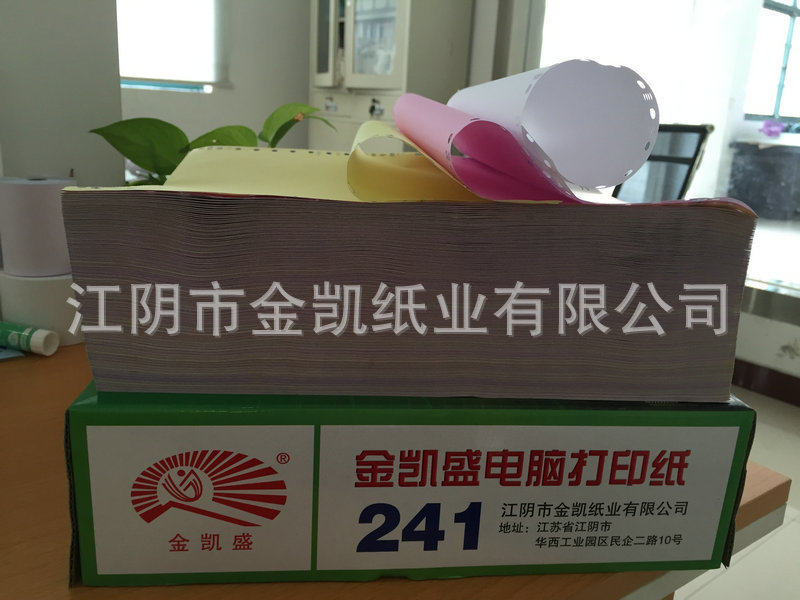 江阴市金凯纸业有限公司
®
金凯盛
金凯盛电脑打印纸
241
江阴市金凯纸业有限公司
地址：江苏省江阴市
华西工业园区民企二路10号